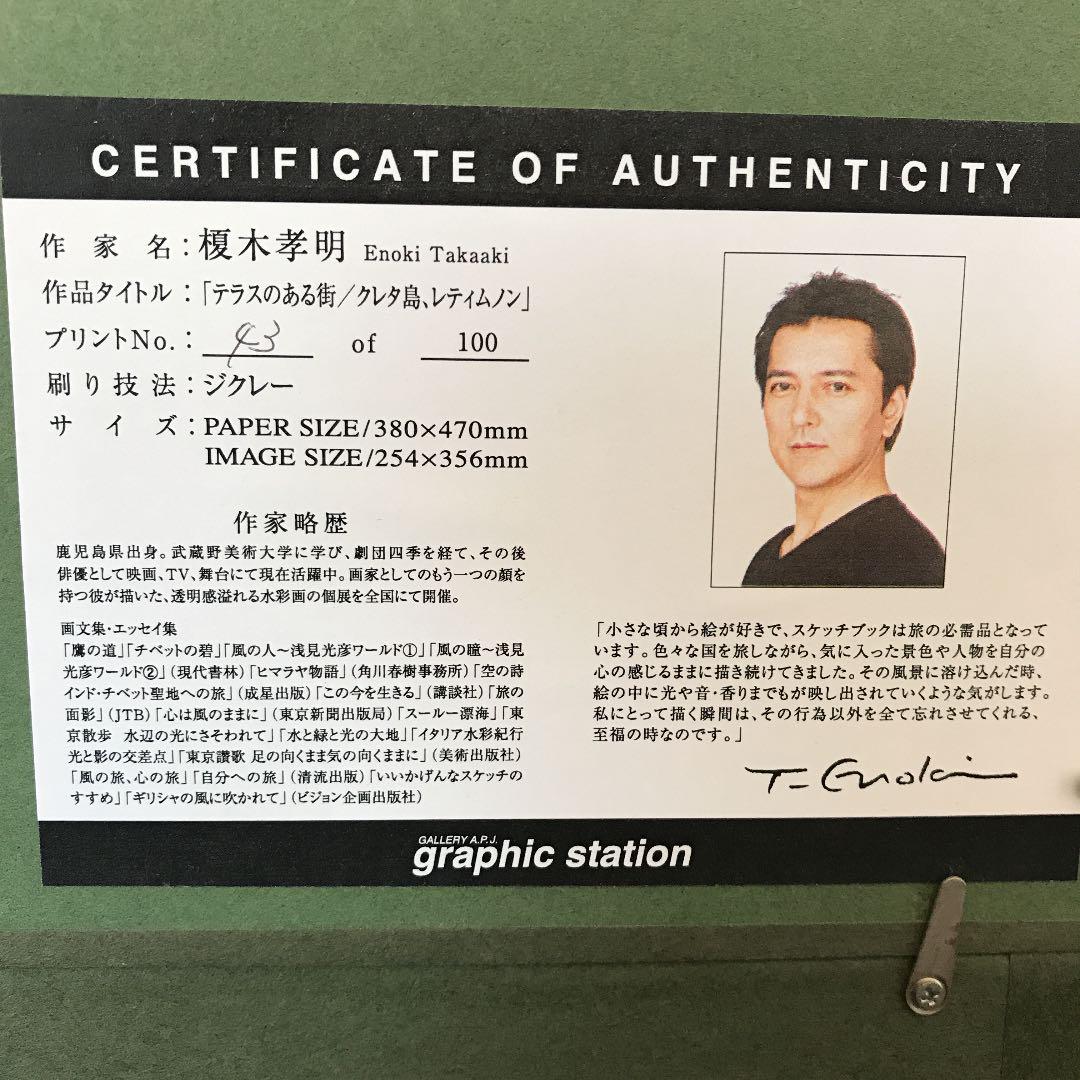 CERTIFICATE OF AUTHENTICITY
作家名：榎木孝明 Enoki Takaaki
作品タイトル：「テラスのある街／クレタ島、レティムノン」
プリントNo.： 43 of 100
刷り技法：ジクレー
サイズ：PAPER SIZE/380×470mm
IMAGE SIZE/254×356mm
作家略歴
鹿児島県出身。武蔵野美術大学に学び、劇団四季を経て、その後
俳優として映画、TV、舞台にて現在活躍中。画家としてのもう一つの顔を
持つ彼が描いた、透明感溢れる水彩画の個展を全国にて開催。
画文集・エッセイ集
「鷹の道」「チベットの碧」「風の人～浅見光彦ワールド①」「風の瞳～浅見
光彦ワールド②」（現代書林）「ヒマラヤ物語」（角川春樹事務所）「空の詩
インド・チベット聖地への旅」（成星出版）「この今を生きる」（講談社）「旅の
面影」（JTB）「心は風のままに」（東京新聞出版局）「スールー漂海」「東
京散歩 水辺の光にさそわれて」「水と緑と光の大地」「イタリア水彩紀行
光と影の交差点」「東京讃歌 足の向くまま気の向くままに」（美術出版社）
「風の旅、心の旅」「自分への旅」（清流出版）「いいかげんなスケッチの
すすめ」「ギリシャの風に吹かれて」（ビジョン企画出版社）
「小さな頃から絵が好きで、スケッチブックは旅の必需品となって
います。色々な国を旅しながら、気に入った景色や人物を自分の
心の感じるままに描き続けてきました。その風景に溶け込んだ時、
絵の中に光や音・香りまでもが映し出されていくような気がします。
私にとって描く瞬間は、その行為以外を全て忘れさせてくれる、
至福の時なのです。」
T. Enoki
GALLERY A.P.J.
graphic station